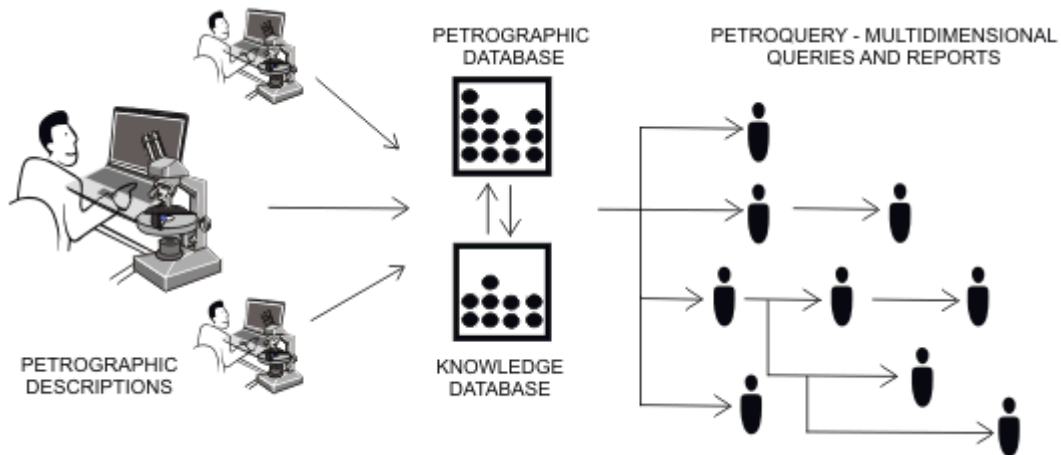 PETROGRAPHIC
DATABASE
PETROQUERY - MULTIDIMENSIONAL
QUERIES AND REPORTS
PETROGRAPHIC
DESCRIPTIONS
KNOWLEDGE
DATABASE